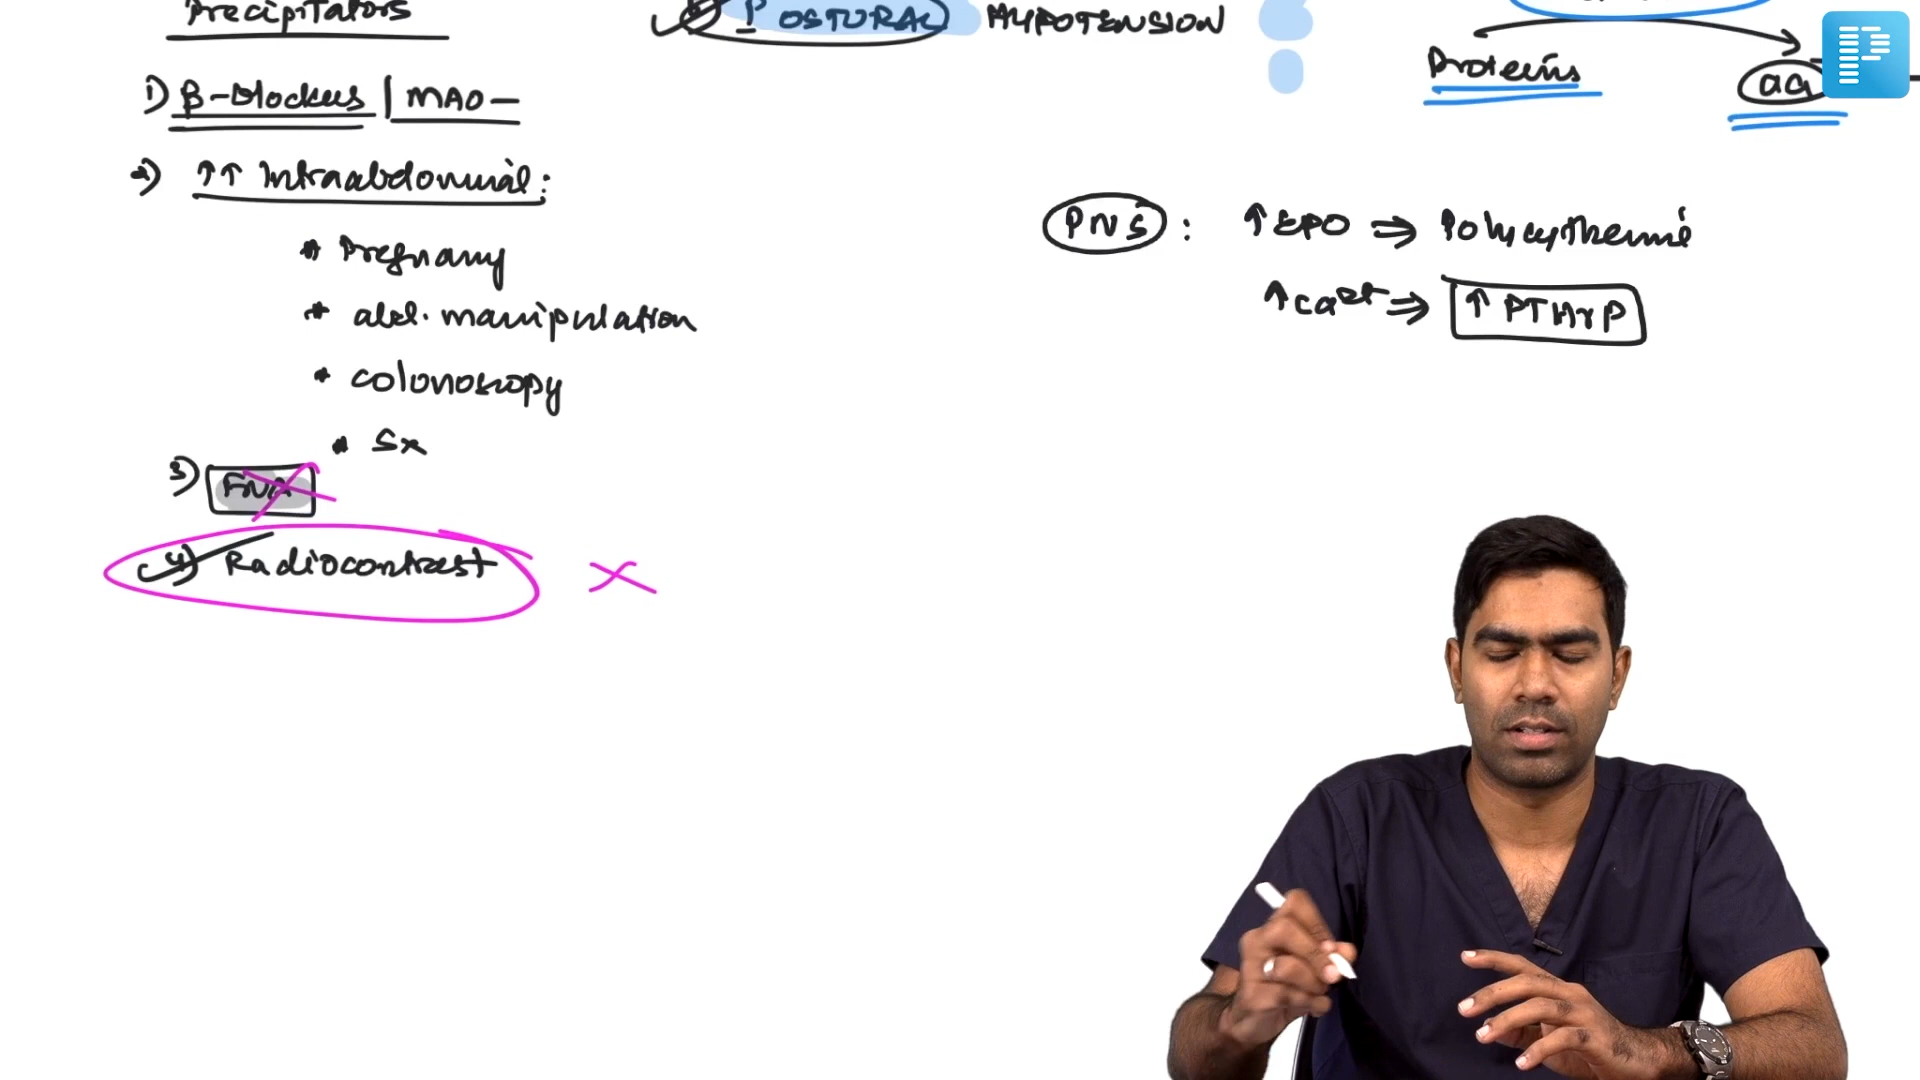 Precipitators
1) β-blockers | MAO-
2) ↑↑ Intraabdominal:
* Pregnancy
* abd. manipulation
* colonoscopy
* Sx
3) FNA
4) Radiocontrast X
POSTURAL HYPOTENSION
Proteins aa
PNS : ↑ EPO ⇒ Polycythemia
↑ca²⁺ ⇒ ↑ PTHrP